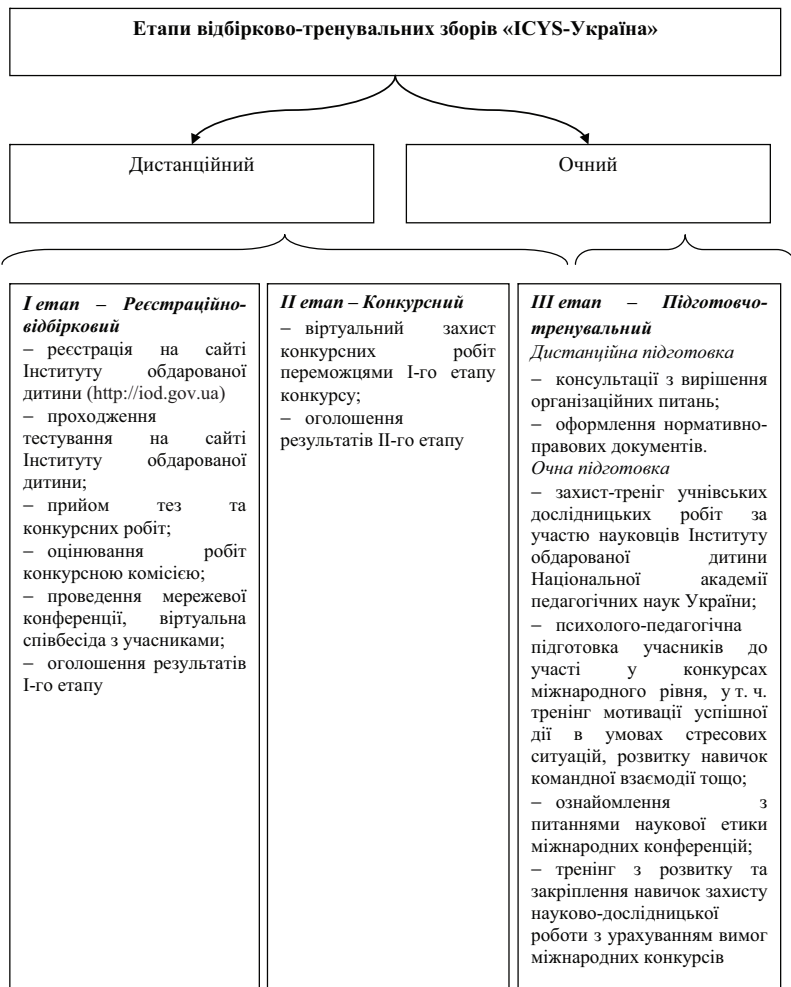 Етапи відбірково-тренувальних зборів «ICYS-Україна»
Дистанційний
Очний
І етап – Реєстраційно-
відбірковий
– реєстрація на сайті
Інституту обдарованої
дитини (http://iod.gov.ua)
– проходження
тестування на сайті
Інституту обдарованої
дитини;
– прийом тез та
конкурсних робіт;
– оцінювання робіт
конкурсною комісією;
– проведення мережевої
конференції, віртуальна
співбесіда з учасниками;
– оголошення результатів
І-го етапу
ІІ етап – Конкурсний
– віртуальний захист
конкурсних робіт
переможцями І-го етапу
конкурсу;
– оголошення
результатів ІІ-го етапу
ІІІ етап – Підготовчо-
тренувальний
Дистанційна підготовка
– консультації з вирішення
організаційних питань;
– оформлення нормативно-
правових документів.
Очна підготовка
– захист-треніг учнівських
дослідницьких робіт за
участю науковців Інституту
обдарованої дитини
Національної академії
педагогічних наук України;
– психолого-педагогічна
підготовка учасників до
участі у конкурсах
міжнародного рівня, у т. ч.
тренінг мотивації успішної
дії в умовах стресових
ситуацій, розвитку навичок
командної взаємодії тощо;
– ознайомлення з
питаннями наукової етики
міжнародних конференцій;
– тренінг з розвитку та
закріплення навичок захисту
науково-дослідницької
роботи з урахуванням вимог
міжнародних конкурсів